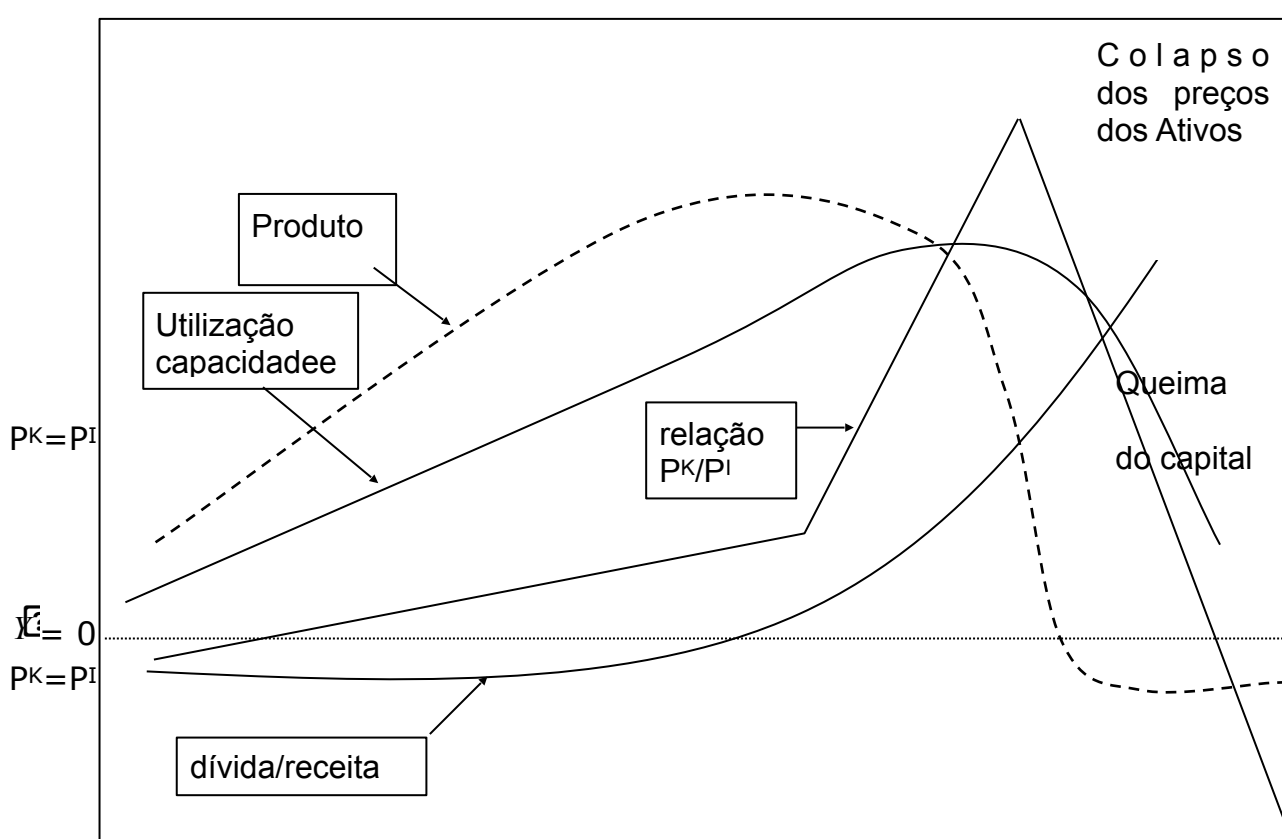 C o l a p s o
dos preços
dos Ativos
Produto
Utilização
capacidadee
Queima
relação
Pᴷ/Pᴵ
Pᴷ=Pᴵ
do capital
= 0
Pᴷ=Pᴵ
dívida/receita